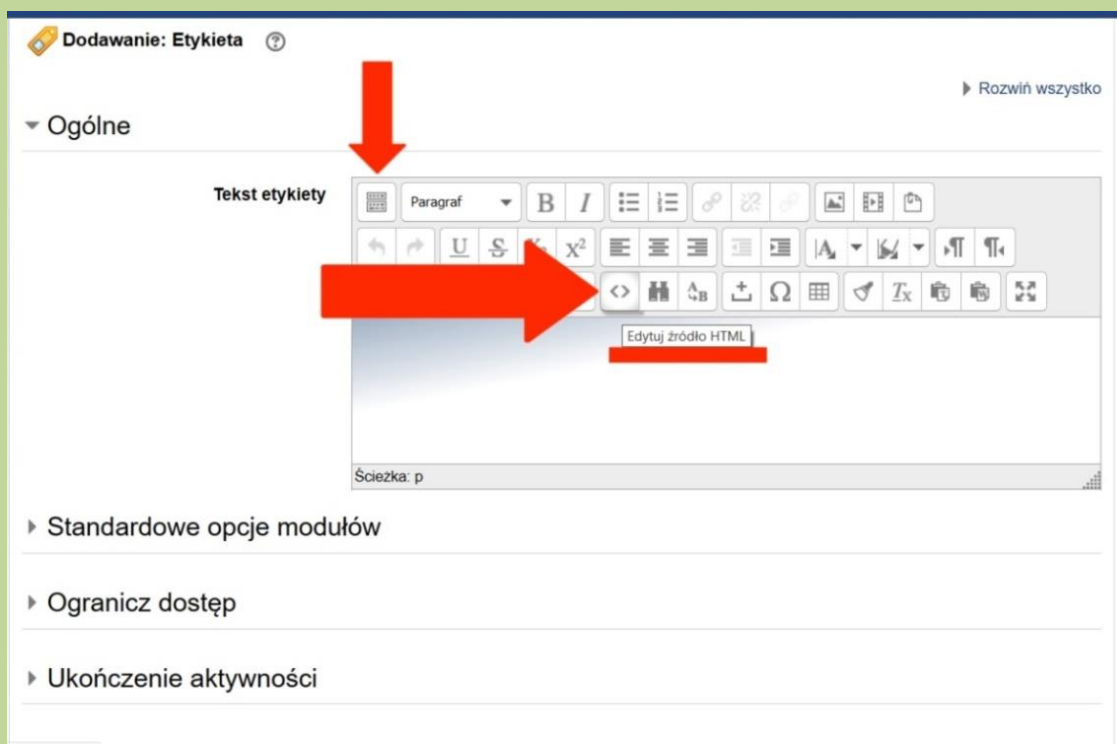 Dodawanie: Etykieta
Rozwiń wszystko
Ogólne
Tekst etykiety
Paragraf
Edytuj źródło HTML
Ścieżka: p
Standardowe opcje modułów
Ogranicz dostęp
Ukończenie aktywności